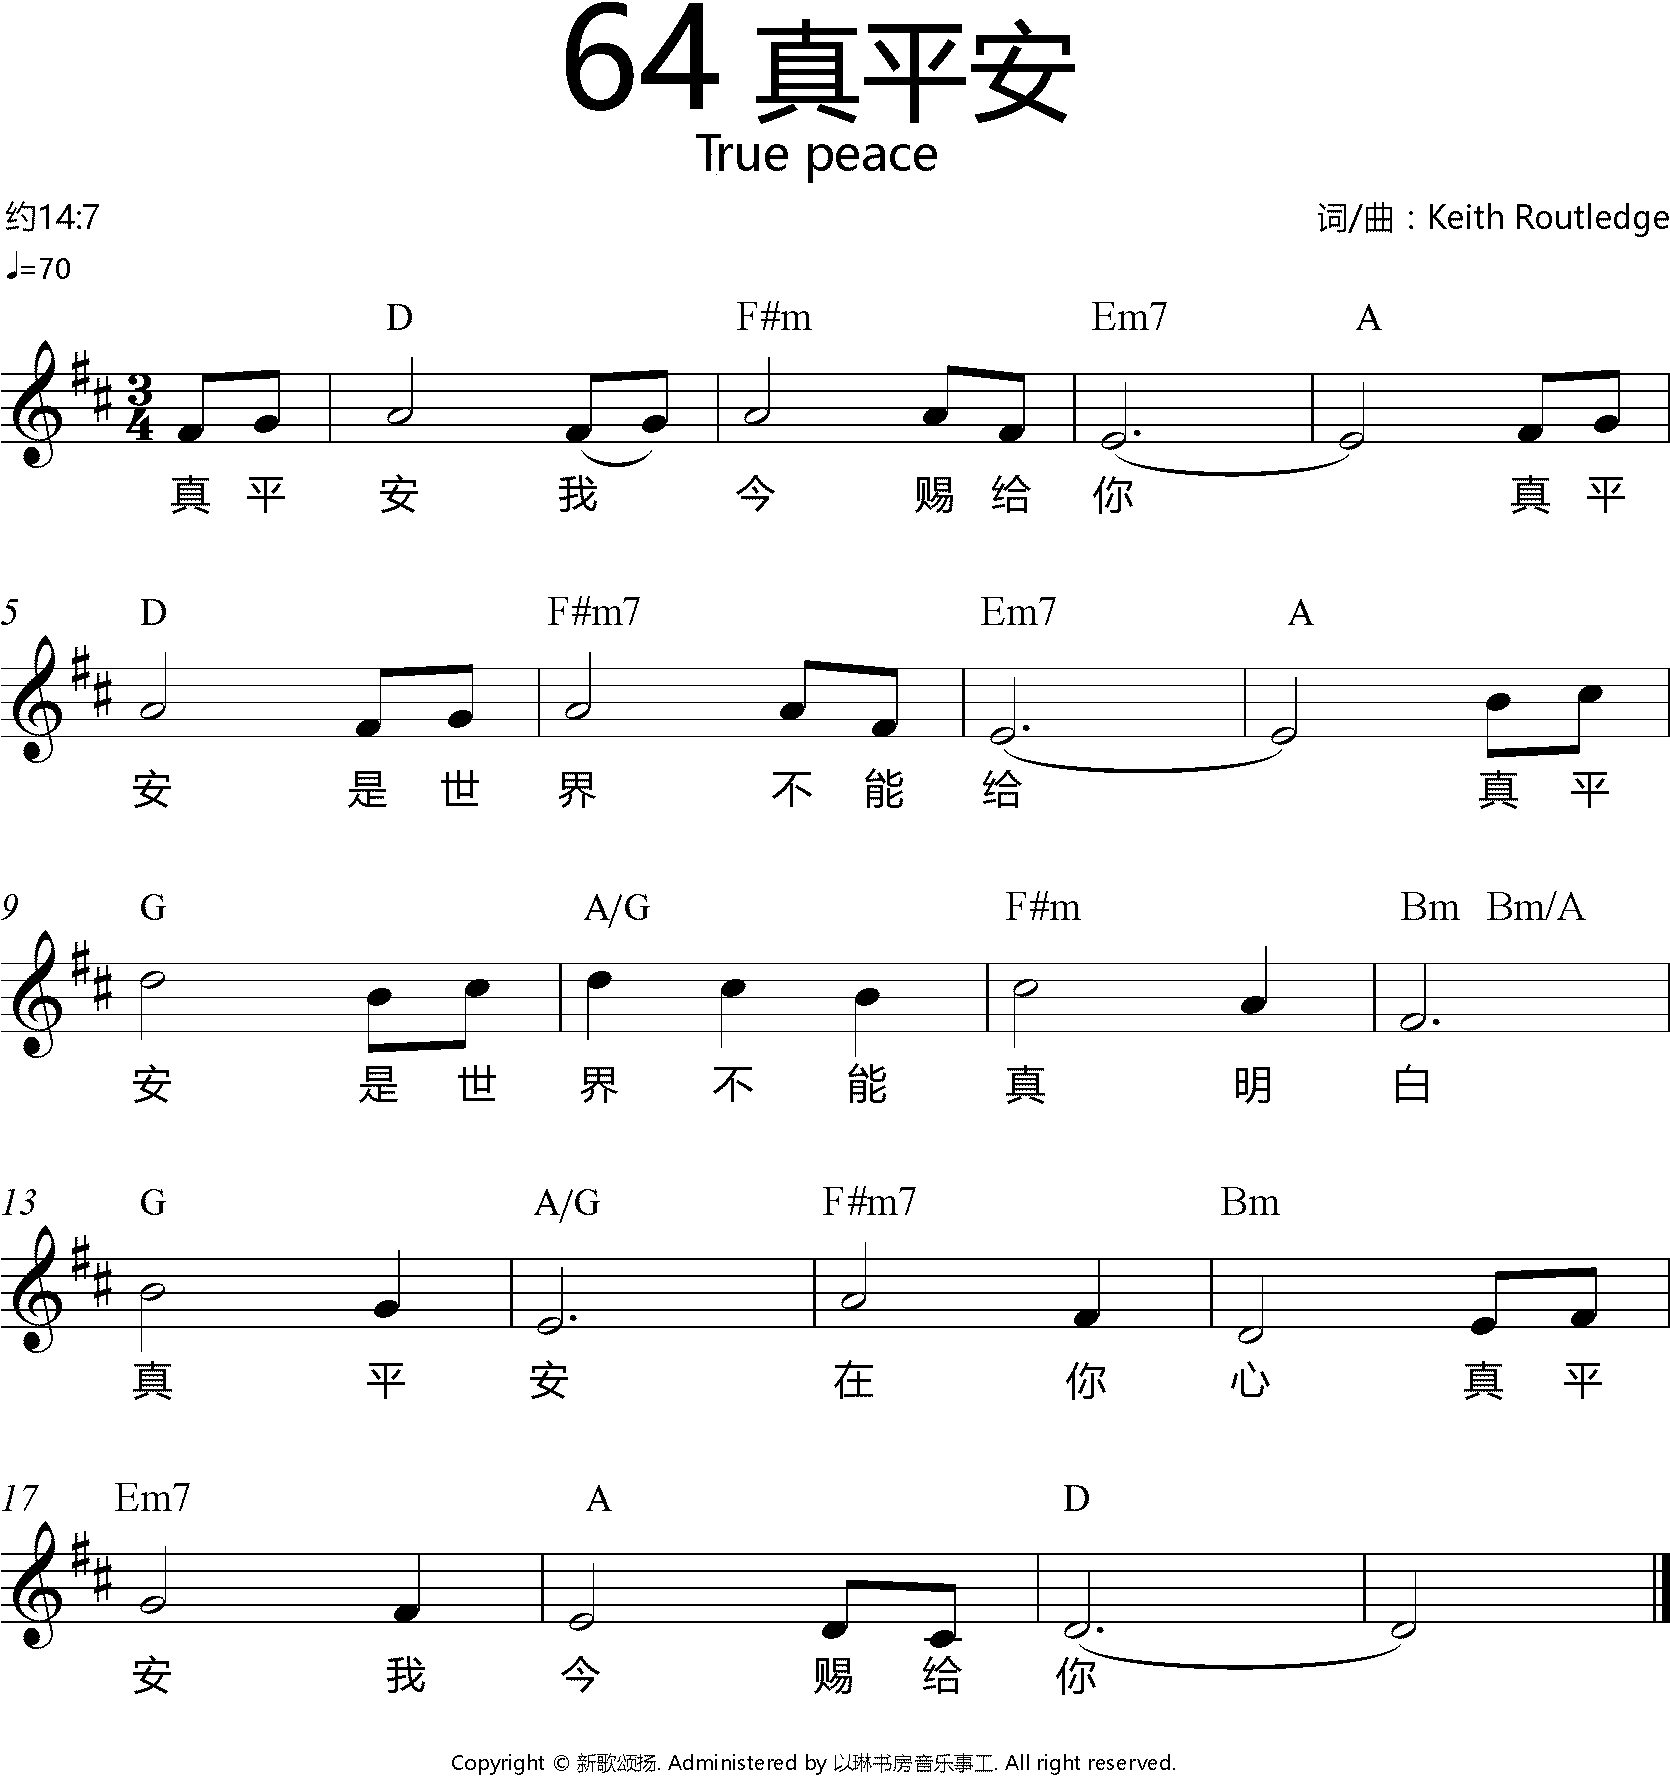 64 真平安
True peace
约14:7
词/曲：Keith Routledge
♩=70
D F#m Em7 A
3
4
真 平 安 我 今 赐 给 你 真 平
5 D F#m7 Em7 A
安 是 世 界 不 能 给 真 平
9 G A/G F#m Bm Bm/A
安 是 世 界 不 能 真 明 白
13 G A/G F#m7 Bm
真 平 安 在 你 心 真 平
17 Em7 A D
安 我 今 赐 给 你
Copyright © 新歌颂扬. Administered by 以琳书房音乐事工. All right reserved.